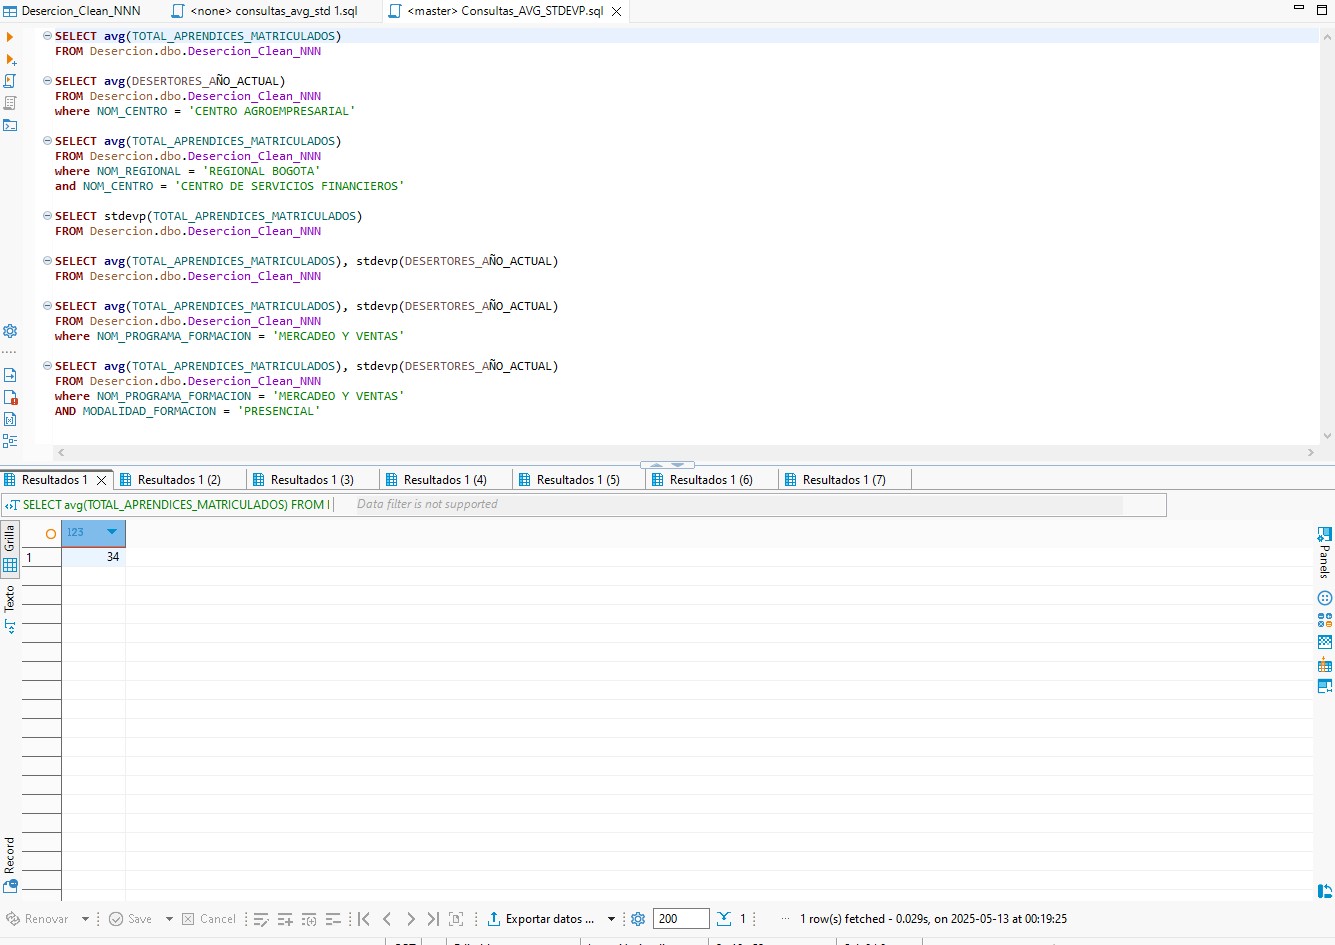 Desercion_Clean_NNN
<none> consultas_avg_std 1.sql
<master> Consultas_AVG_STDEVP.sql
SELECT avg(TOTAL_APRENDICES_MATRICULADOS)
FROM Desercion.dbo.Desercion_Clean_NNN
SELECT avg(DESERTORES_AÑO_ACTUAL)
FROM Desercion.dbo.Desercion_Clean_NNN
where NOM_CENTRO = 'CENTRO AGROEMPRESARIAL'
SELECT avg(TOTAL_APRENDICES_MATRICULADOS)
FROM Desercion.dbo.Desercion_Clean_NNN
where NOM_REGIONAL = 'REGIONAL BOGOTA'
and NOM_CENTRO = 'CENTRO DE SERVICIOS FINANCIEROS'
SELECT stdevp(TOTAL_APRENDICES_MATRICULADOS)
FROM Desercion.dbo.Desercion_Clean_NNN
SELECT avg(TOTAL_APRENDICES_MATRICULADOS), stdevp(DESERTORES_AÑO_ACTUAL)
FROM Desercion.dbo.Desercion_Clean_NNN
SELECT avg(TOTAL_APRENDICES_MATRICULADOS), stdevp(DESERTORES_AÑO_ACTUAL)
FROM Desercion.dbo.Desercion_Clean_NNN
where NOM_PROGRAMA_FORMACION = 'MERCADEO Y VENTAS'
SELECT avg(TOTAL_APRENDICES_MATRICULADOS), stdevp(DESERTORES_AÑO_ACTUAL)
FROM Desercion.dbo.Desercion_Clean_NNN
where NOM_PROGRAMA_FORMACION = 'MERCADEO Y VENTAS'
AND MODALIDAD_FORMACION = 'PRESENCIAL'
Resultados 1
Resultados 1 (2)
Resultados 1 (3)
Resultados 1 (4)
Resultados 1 (5)
Resultados 1 (6)
Resultados 1 (7)
SELECT avg(TOTAL_APRENDICES_MATRICULADOS) FROM
Data filter is not supported
Grilla
123
1
34
Texto
Panels
Record
Renovar
Save
Cancel
Exportar datos ...
200
1
1 row(s) fetched - 0.029s, on 2025-05-13 at 00:19:25